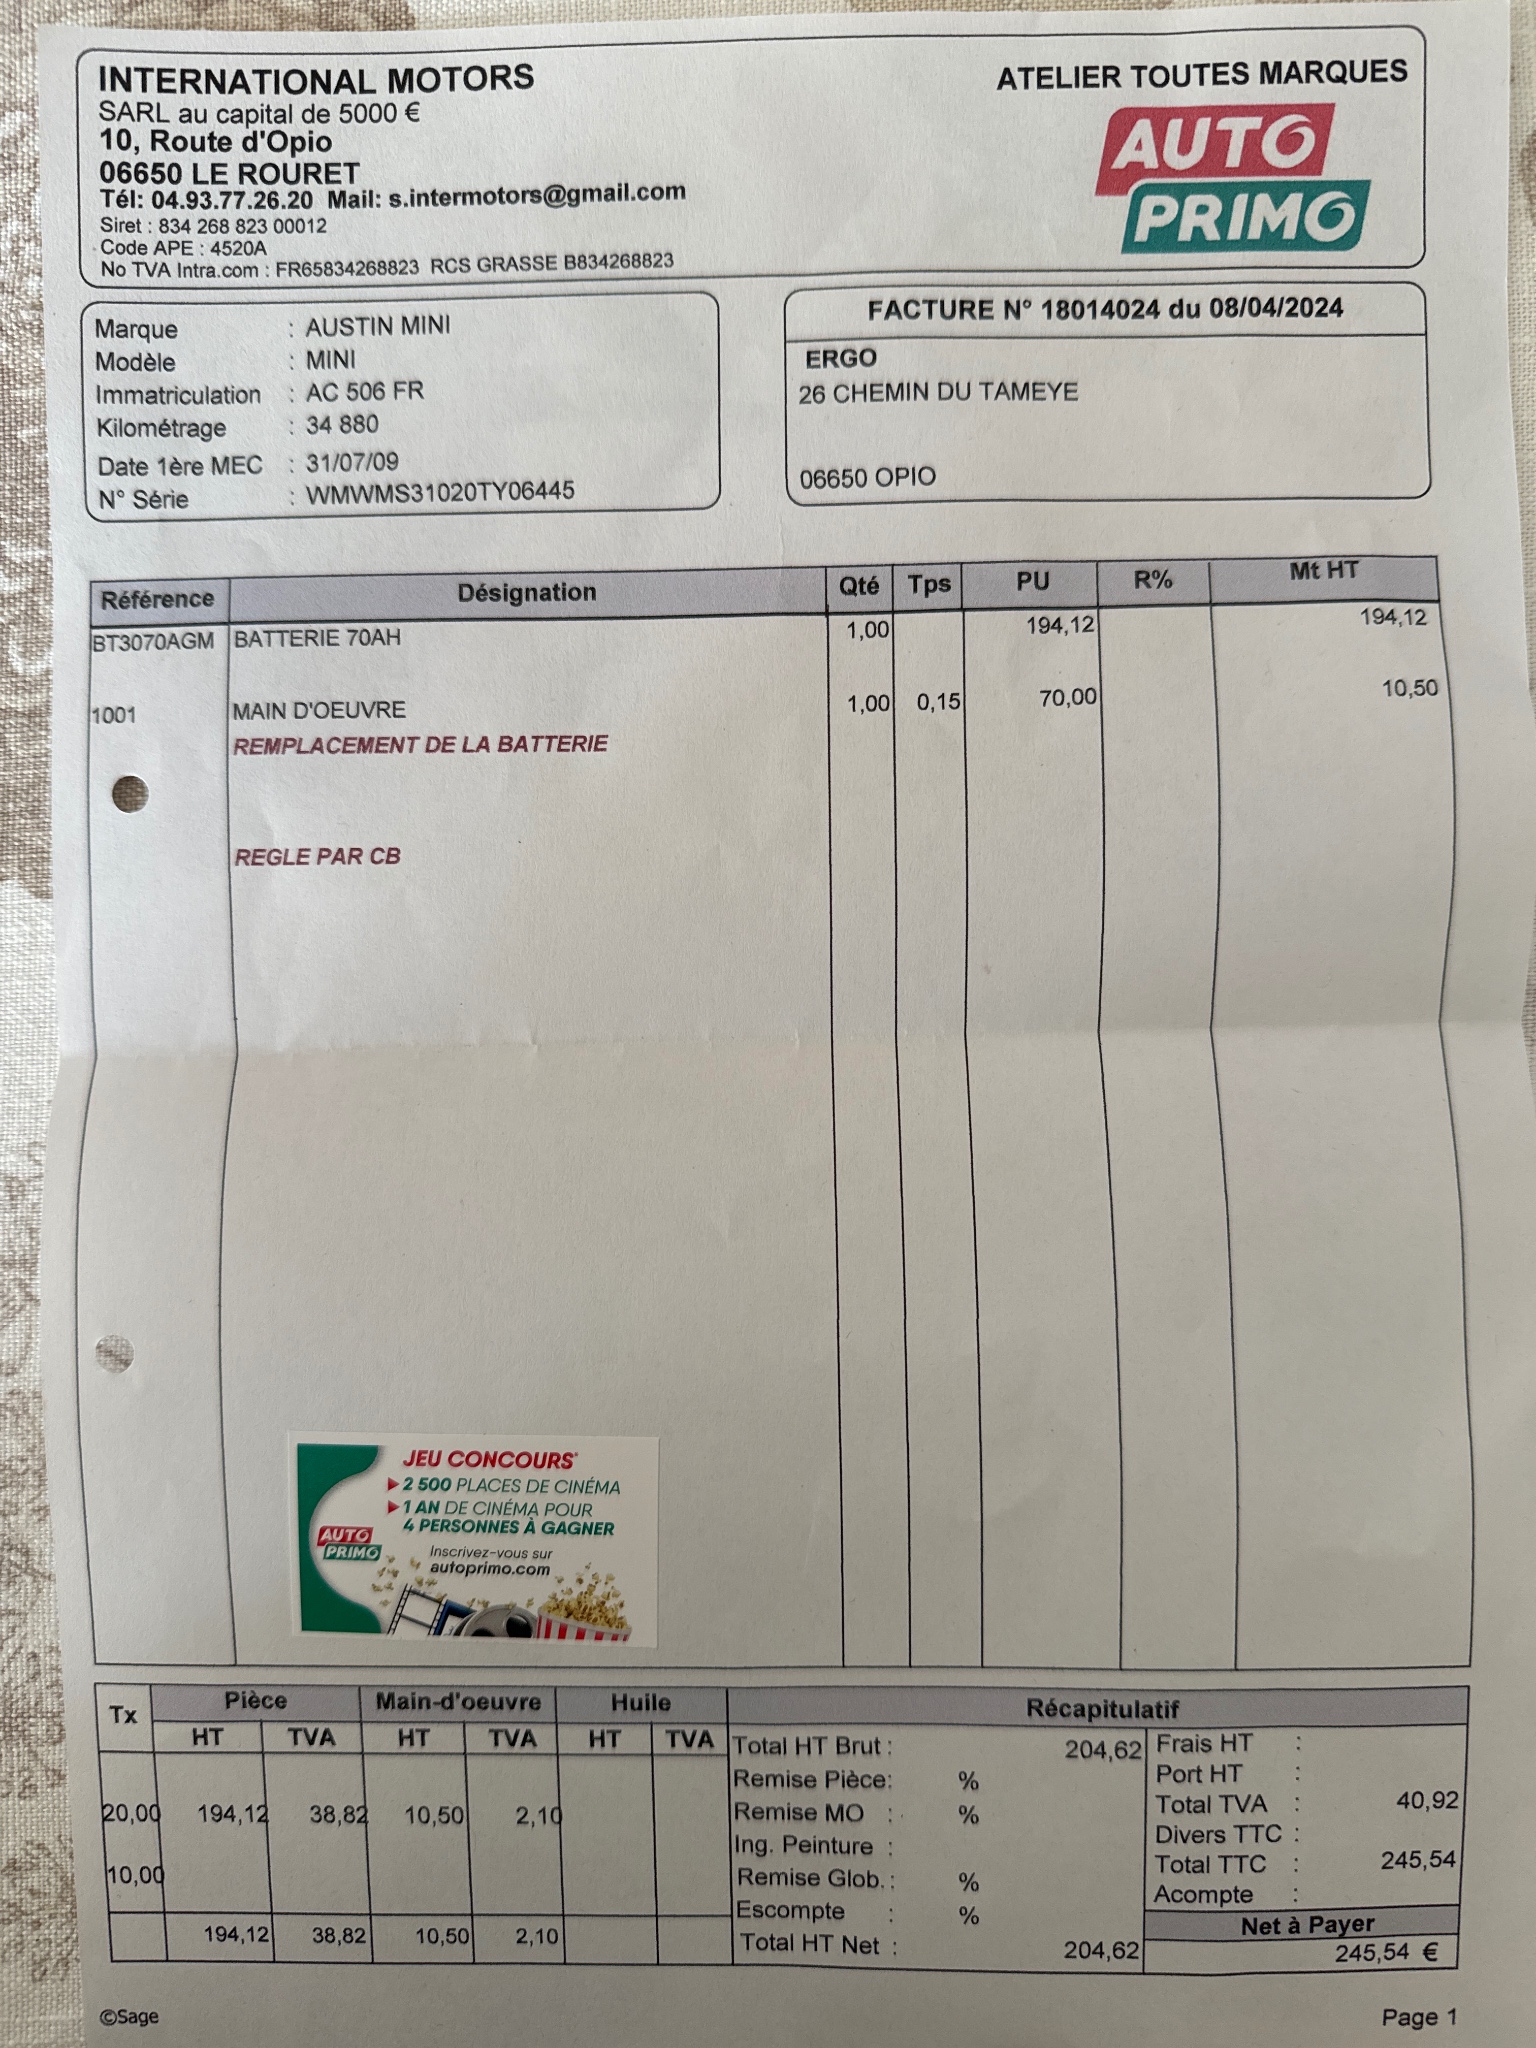 INTERNATIONAL MOTORS
SARL au capital de 5000 €
10, Route d'Opio
06650 LE ROURET
Tél: 04.93.77.26.20 Mail: s.intermotors@gmail.com
Siret : 834 268 823 00012
Code APE : 4520A
No TVA Intra.com : FR65834268823 RCS GRASSE B834268823
ATELIER TOUTES MARQUES
AUTO
PRIMO
Marque : AUSTIN MINI
Modèle : MINI
Immatriculation : AC 506 FR
Kilométrage : 34 880
Date 1ère MEC : 31/07/09
N° Série : WMWMS31020TY06445
FACTURE N° 18014024 du 08/04/2024
ERGO
26 CHEMIN DU TAMEYE
06650 OPIO
Référence Désignation Qté Tps PU R% Mt HT
BT3070AGM BATTERIE 70AH 1,00 194,12 194,12
1001 MAIN D'OEUVRE 1,00 0,15 70,00 10,50
REMPLACEMENT DE LA BATTERIE
REGLE PAR CB
JEU CONCOURS*
2 500 PLACES DE CINÉMA
1 AN DE CINÉMA POUR
4 PERSONNES À GAGNER
AUTO
PRIMO
Inscrivez-vous sur
autoprimo.com
Tx Pièce Main-d'oeuvre Huile
HT TVA HT TVA HT TVA
20,00 194,12 38,82 10,50 2,10
10,00
194,12 38,82 10,50 2,10
Récapitulatif
Total HT Brut : 204,62
Remise Pièce: %
Remise MO : %
Ing. Peinture :
Remise Glob. : %
Escompte : %
Total HT Net : 204,62
Frais HT :
Port HT :
Total TVA : 40,92
Divers TTC :
Total TTC : 245,54
Acompte :
Net à Payer
245,54 €
©Sage
Page 1